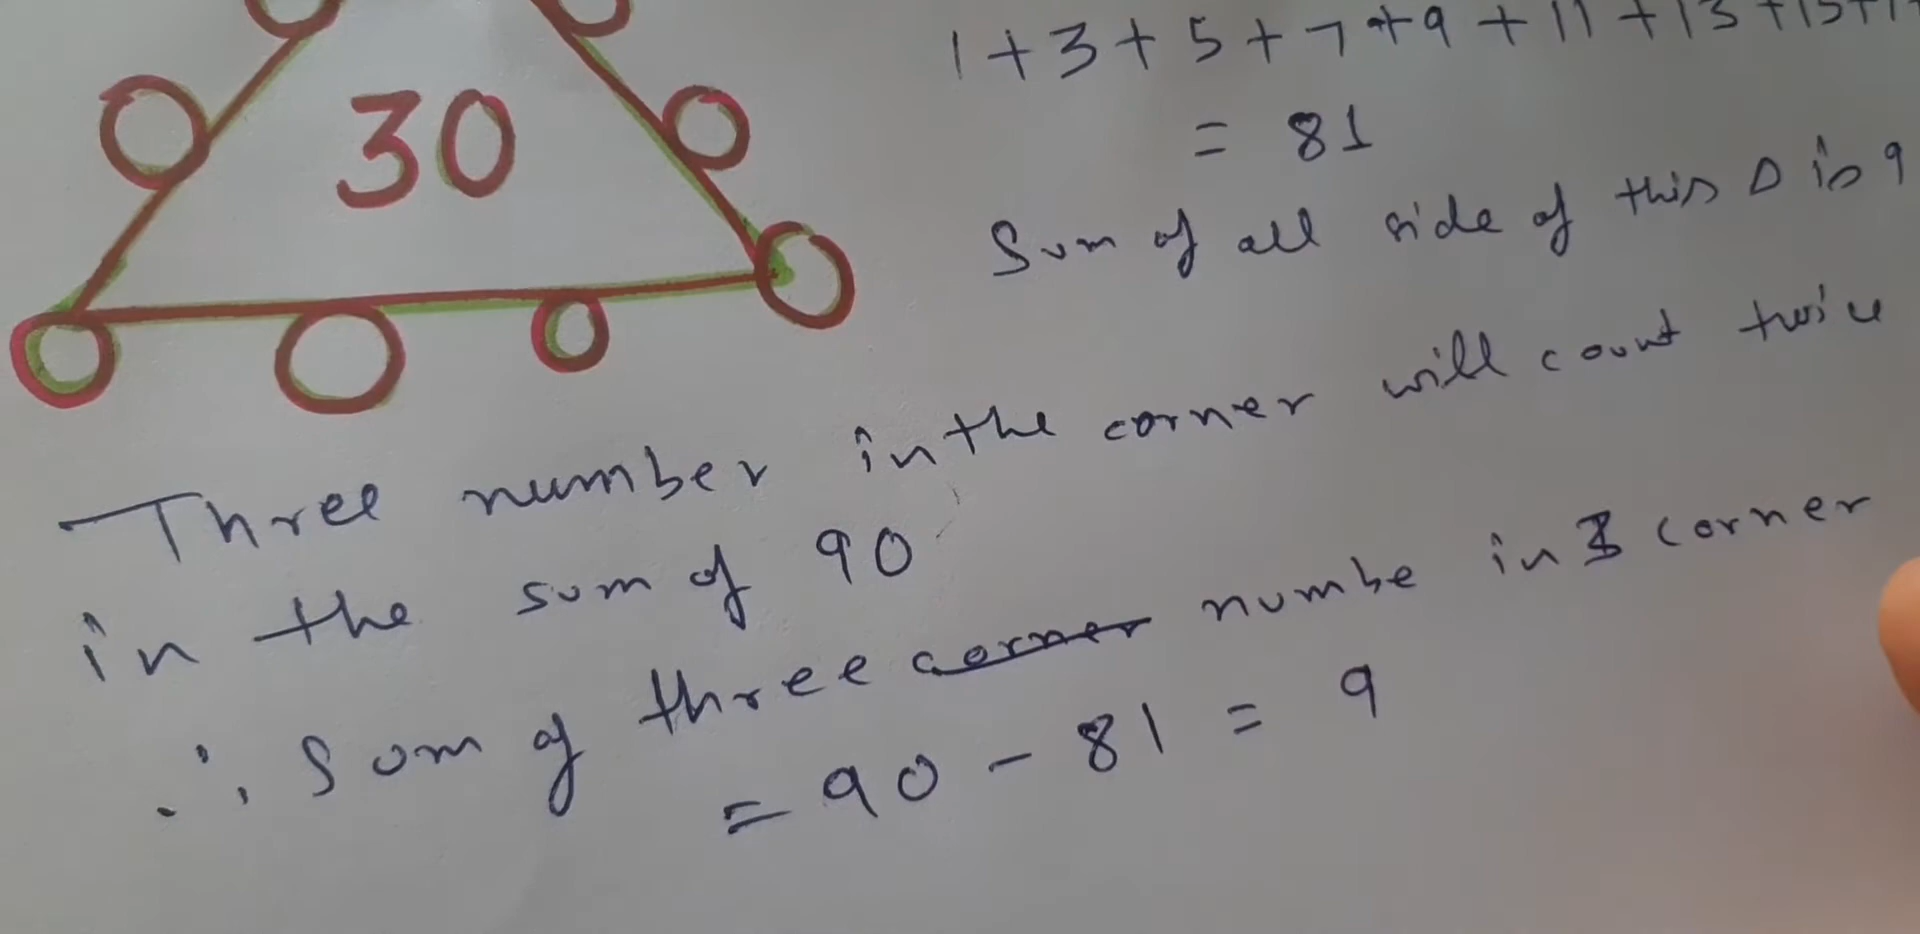 30
1 + 3 + 5 + 7 + 9 + 11 + 13 + 15 + 1
= 81
Sum of all side of this Δ is 9
Three number in the corner will count twice
in the sum of 90
∴ Sum of three corner numbe in 3 corner
= 90 - 81 = 9